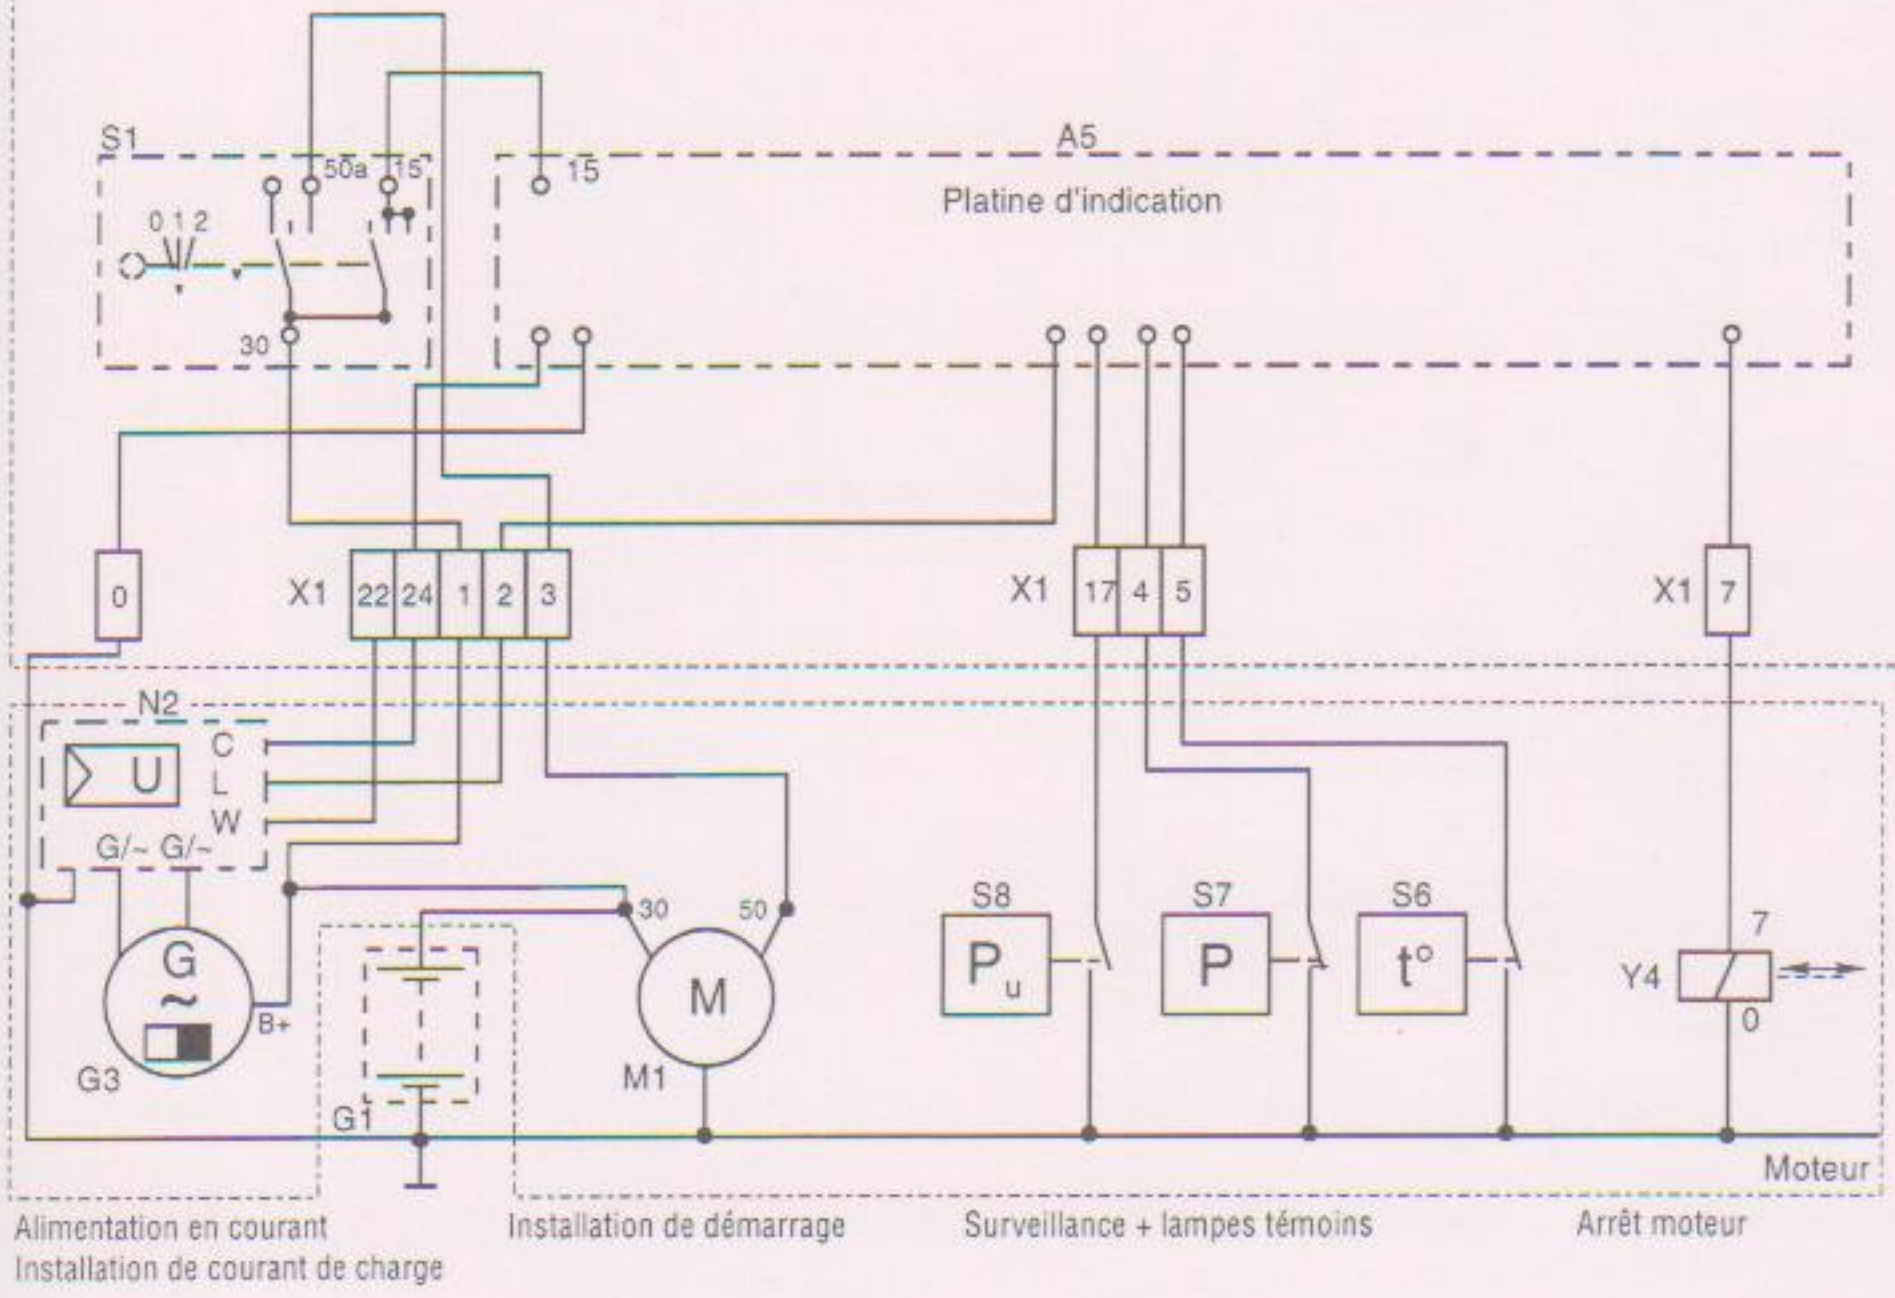 S1
A5
50a 15
15
Platine d'indication
0 1 2
30
0
X1 22 24 1 2 3
X1 17 4 5
X1 7
N2
U
C
L
W
G/~ G/~
30
50
S8
S7
S6
7
G
~
Pu
P
t°
Y4
M
B+
0
G3
M1
G1
Moteur
Alimentation en courant
Installation de courant de charge
Installation de démarrage
Surveillance + lampes témoins
Arrêt moteur